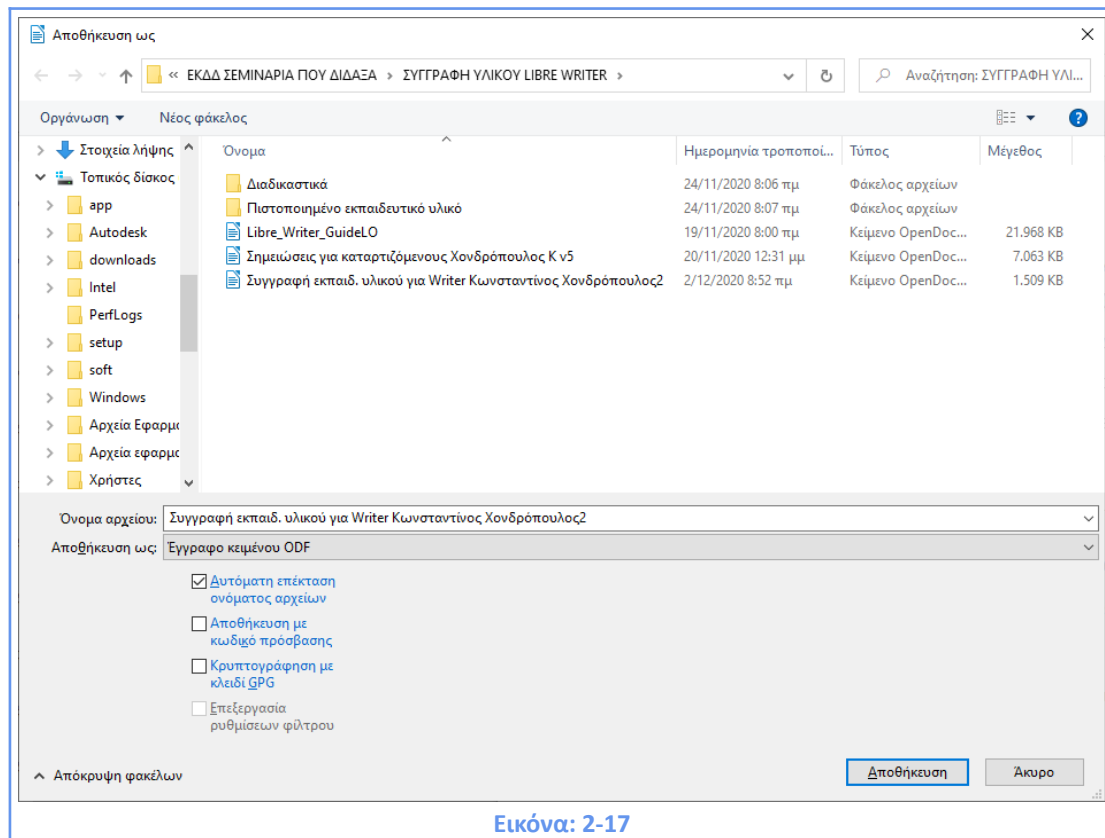 Αποθήκευση ως
« ΕΚΔΔ ΣΕΜΙΝΑΡΙΑ ΠΟΥ ΔΙΔΑΞΑ › ΣΥΓΓΡΑΦΗ ΥΛΙΚΟΥ LIBRE WRITER ›
Αναζήτηση: ΣΥΓΓΡΑΦΗ ΥΛΙ...
Οργάνωση Νέος φάκελος
Στοιχεία λήψης
Τοπικός δίσκος
app
Autodesk
downloads
Intel
PerfLogs
setup
soft
Windows
Αρχεία Εφαρμο
Αρχεία εφαρμο
Χρήστες
Όνομα Ημερομηνία τροποποί... Τύπος Μέγεθος
Διαδικαστικά 24/11/2020 8:06 πμ Φάκελος αρχείων
Πιστοποιημένο εκπαιδευτικό υλικό 24/11/2020 8:07 πμ Φάκελος αρχείων
Libre_Writer_GuideLO 19/11/2020 8:00 πμ Κείμενο OpenDoc... 21.968 KB
Σημειώσεις για καταρτιζόμενους Χονδρόπουλος Κ v5 20/11/2020 12:31 μμ Κείμενο OpenDoc... 7.063 KB
Συγγραφή εκπαιδ. υλικού για Writer Κωνσταντίνος Χονδρόπουλος2 2/12/2020 8:52 πμ Κείμενο OpenDoc... 1.509 KB
Όνομα αρχείου: Συγγραφή εκπαιδ. υλικού για Writer Κωνσταντίνος Χονδρόπουλος2
Αποθήκευση ως: Έγγραφο κειμένου ODF
Αυτόματη επέκταση
ονόματος αρχείων
Αποθήκευση με
κωδικό πρόσβασης
Κρυπτογράφηση με
κλειδί GPG
Επεξεργασία
ρυθμίσεων φίλτρου
Απόκρυψη φακέλων
Αποθήκευση Άκυρο
Εικόνα: 2-17